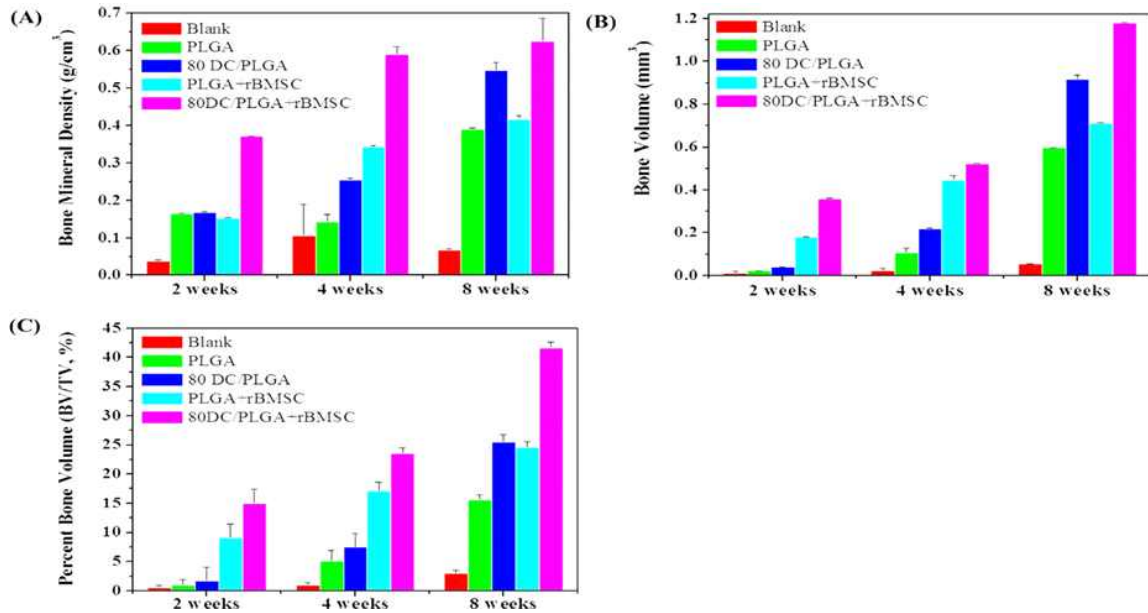 (A)
Bone Mineral Density (g/cm³)
0.7
0.6
0.5
0.4
0.3
0.2
0.1
0.0
Blank
PLGA
80 DC/PLGA
PLGA+rBMSC
80DC/PLGA+rBMSC
2 weeks 4 weeks 8 weeks
(B)
Bone Volume (mm³)
1.2
1.0
0.8
0.6
0.4
0.2
0.0
Blank
PLGA
80 DC/PLGA
PLGA+rBMSC
80DC/PLGA+rBMSC
2 weeks 4 weeks 8 weeks
(C)
Percent Bone Volume (BV/TV, %)
45
40
35
30
25
20
15
10
5
0
Blank
PLGA
80 DC/PLGA
PLGA+rBMSC
80DC/PLGA+rBMSC
2 weeks 4 weeks 8 weeks